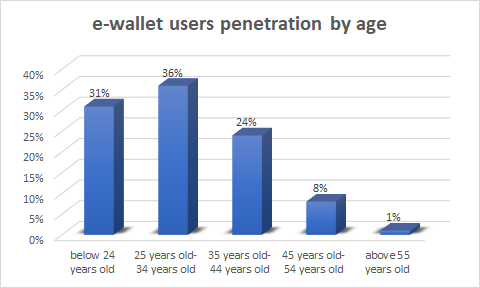 e-wallet users penetration by age
40%
35%
30%
25%
20%
15%
10%
5%
0%
31%
36%
24%
8%
1%
below 24
years old
25 years old-
34 years old
35 years old-
44 years old
45 years old-
54 years old
above 55
years old